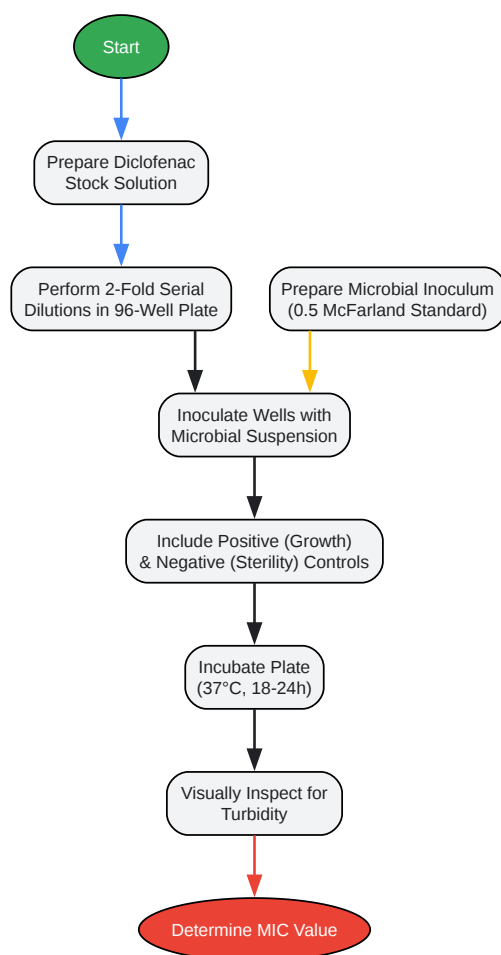 Start
Prepare Diclofenac
Stock Solution
Perform 2-Fold Serial
Dilutions in 96-Well Plate
Prepare Microbial Inoculum
(0.5 McFarland Standard)
Inoculate Wells with
Microbial Suspension
Include Positive (Growth)
& Negative (Sterility) Controls
Incubate Plate
(37°C, 18-24h)
Visually Inspect for
Turbidity
Determine MIC Value